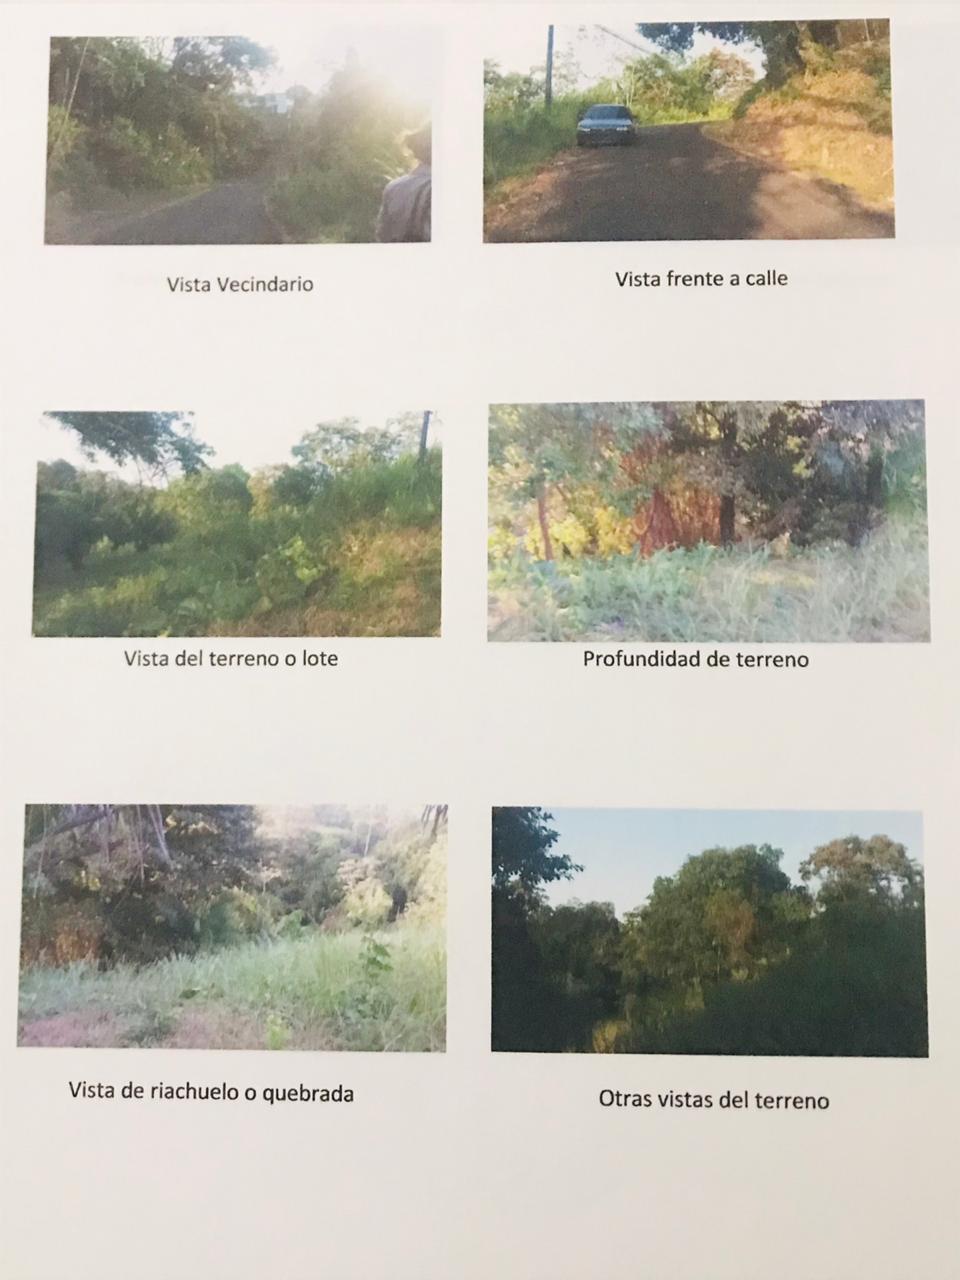 Vista Vecindario
Vista frente a calle
Vista del terreno o lote
Profundidad de terreno
Vista de riachuelo o quebrada
Otras vistas del terreno